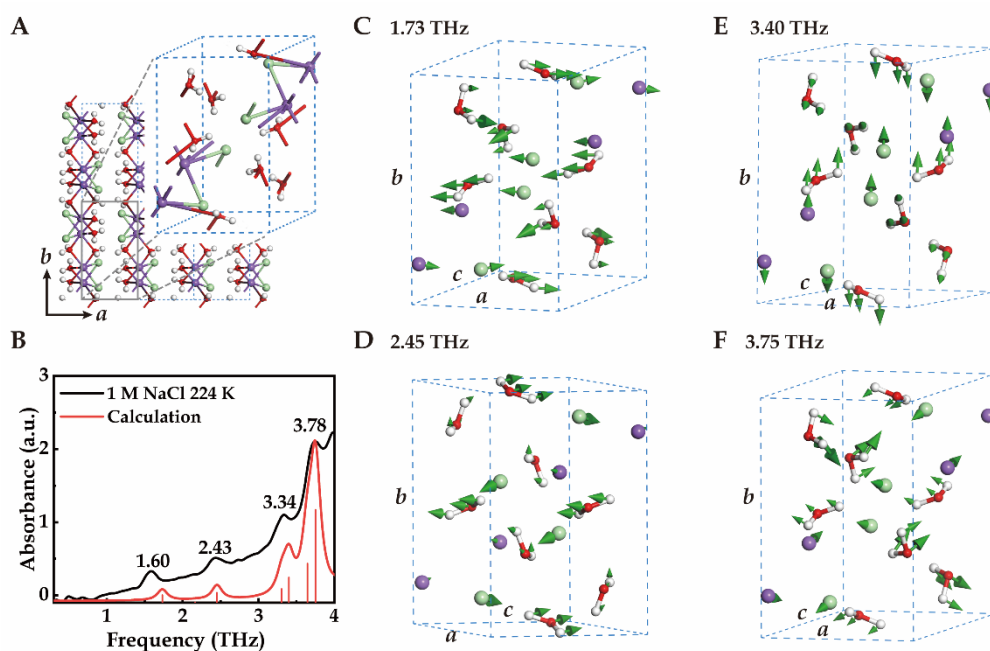 A
b
a
B
3
2
1
0
Absorbance (a.u.)
1 M NaCl 224 K
Calculation
1.60
2.43
3.34
3.78
1
2
3
4
Frequency (THz)
C
1.73 THz
b
c
a
D
2.45 THz
b
c
a
E
3.40 THz
b
c
a
F
3.75 THz
b
c
a